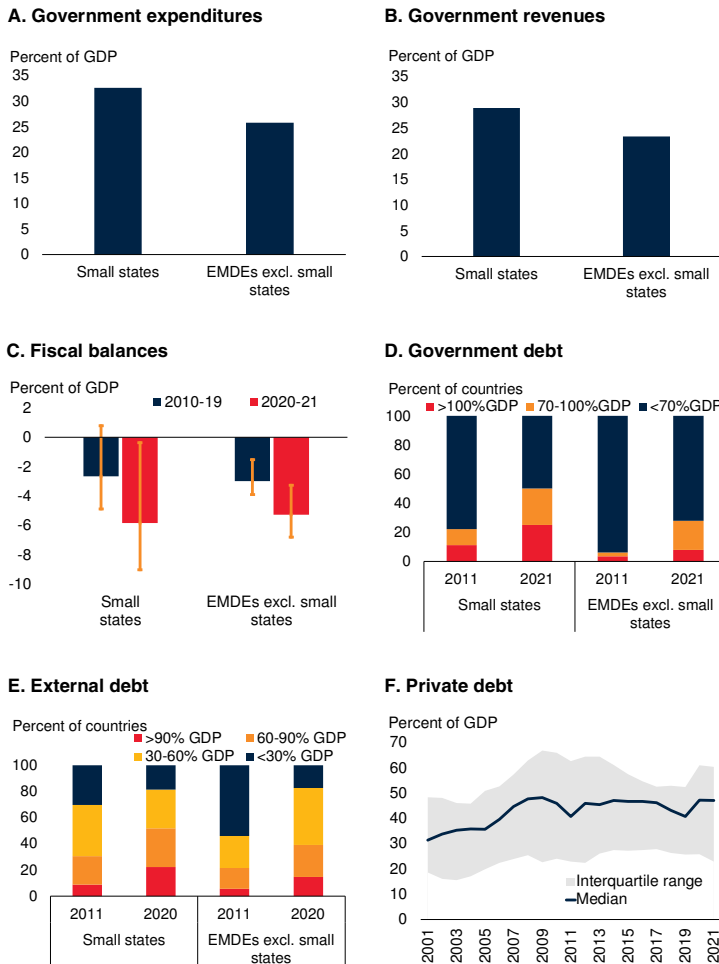 A. Government expenditures
Percent of GDP
35
30
25
20
15
10
5
0
Small states
EMDEs excl. small
states
B. Government revenues
Percent of GDP
35
30
25
20
15
10
5
0
Small states
EMDEs excl. small
states
C. Fiscal balances
Percent of GDP
2010-19 2020-21
2
0
-2
-4
-6
-8
-10
Small
states
EMDEs excl. small
states
D. Government debt
Percent of countries
>100%GDP 70-100%GDP <70%GDP
100
80
60
40
20
0
2011 2021 2011 2021
Small states EMDEs excl. small
states
E. External debt
Percent of countries
>90% GDP 60-90% GDP
30-60% GDP <30% GDP
100
80
60
40
20
0
2011 2020 2011 2020
Small states EMDEs excl. small
states
F. Private debt
Percent of GDP
70
60
50
40
30
20
10
0
Interquartile range
Median
2001
2003
2005
2007
2009
2011
2013
2015
2017
2019
2021